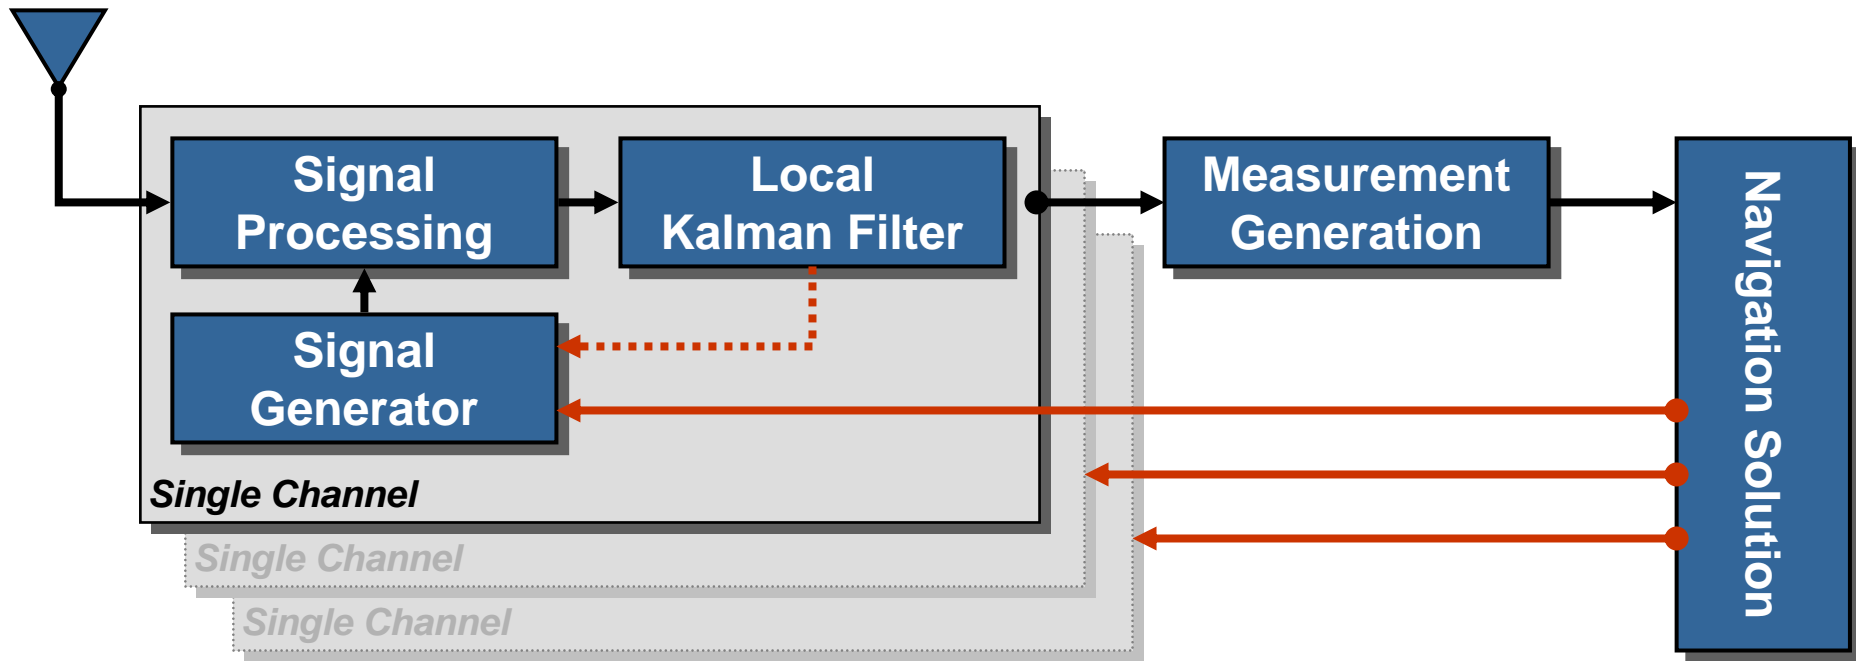 Signal
Processing
Local
Kalman Filter
Measurement
Generation
Navigation Solution
Signal
Generator
Single Channel
Single Channel
Single Channel